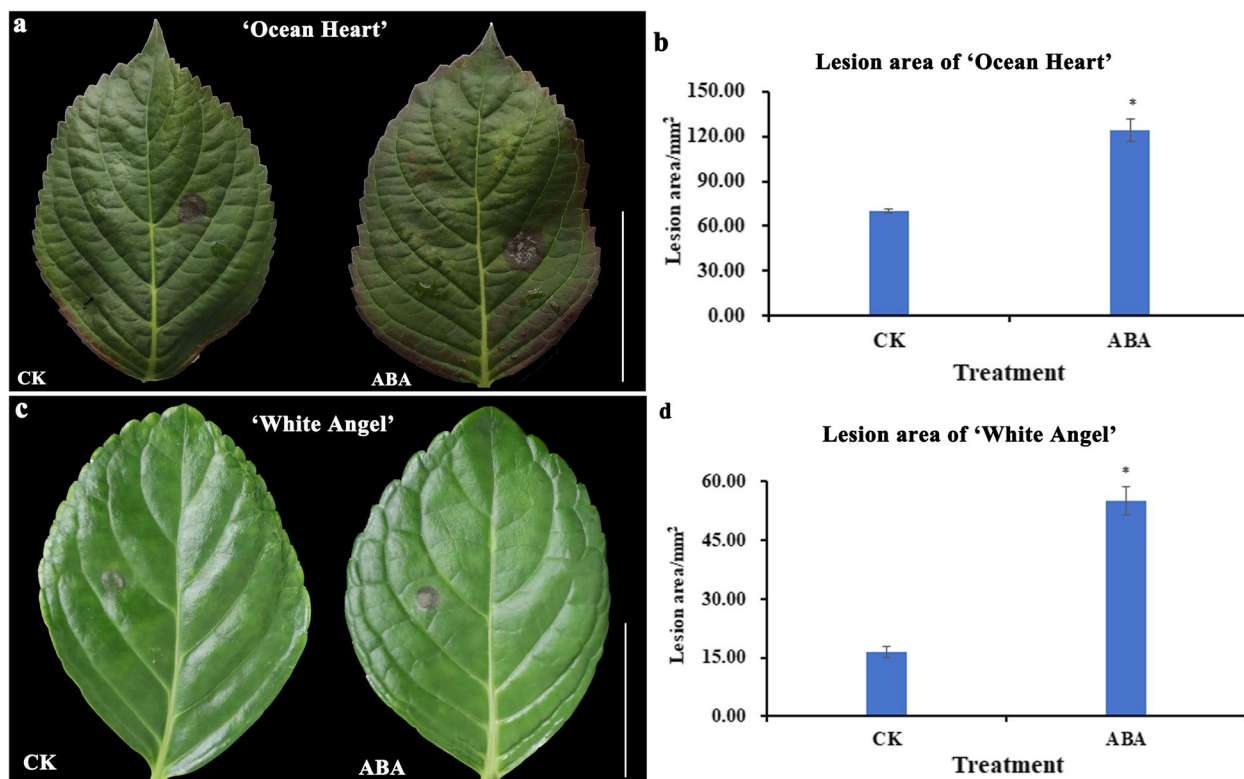 a
‘Ocean Heart’
CK
ABA
b
Lesion area of ‘Ocean Heart’
Lesion area/mm²
150.00
120.00
90.00
60.00
30.00
0.00
*
CK
ABA
Treatment
c
‘White Angel’
CK
ABA
d
Lesion area of ‘White Angel’
Lesion area/mm²
60.00
45.00
30.00
15.00
0.00
*
CK
ABA
Treatment